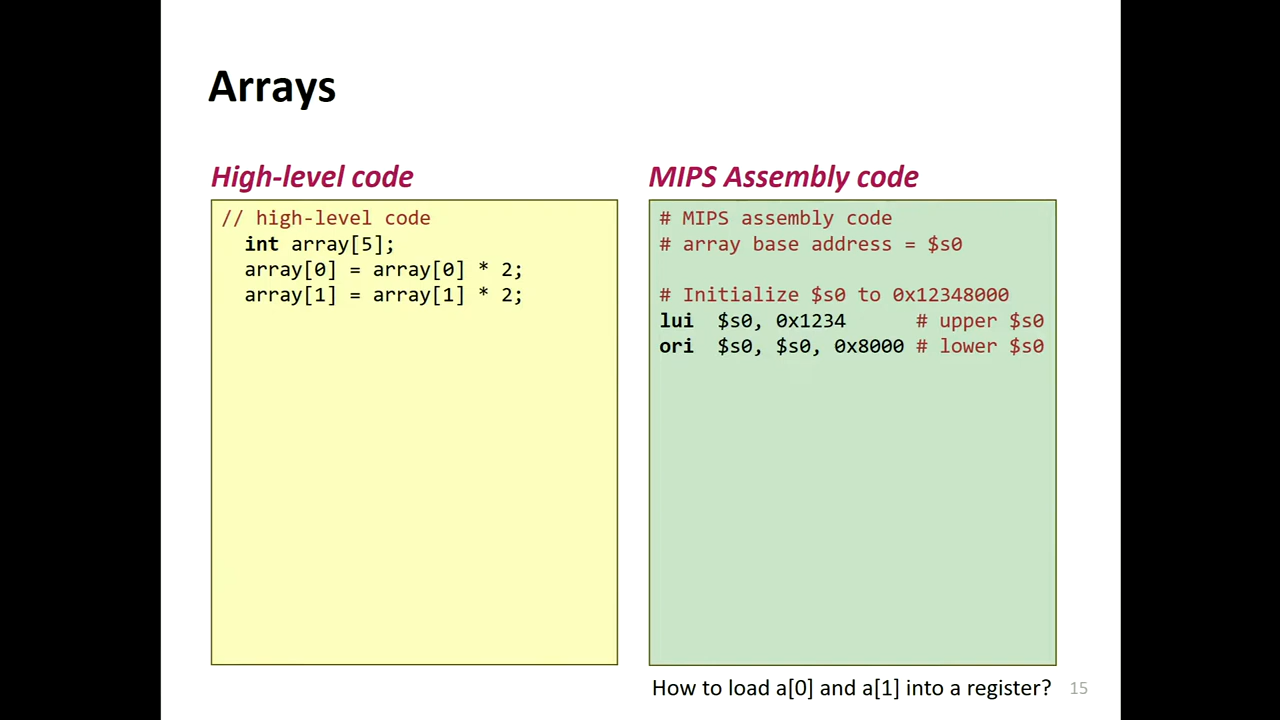 Arrays
High-level code
// high-level code
int array[5];
array[0] = array[0] * 2;
array[1] = array[1] * 2;
MIPS Assembly code
# MIPS assembly code
# array base address = $s0
# Initialize $s0 to 0x12348000
lui $s0, 0x1234 # upper $s0
ori $s0, $s0, 0x8000 # lower $s0
How to load a[0] and a[1] into a register?
15